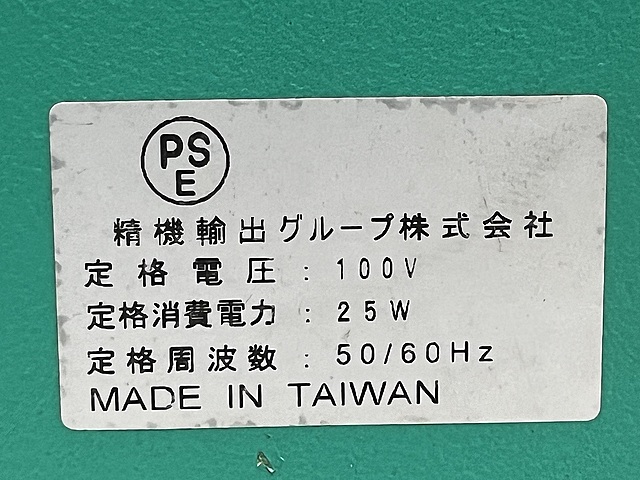 PS
E
精機輸出グループ株式会社
定格電圧 : 100V
定格消費電力 : 25W
定格周波数 : 50/60Hz
MADE IN TAIWAN